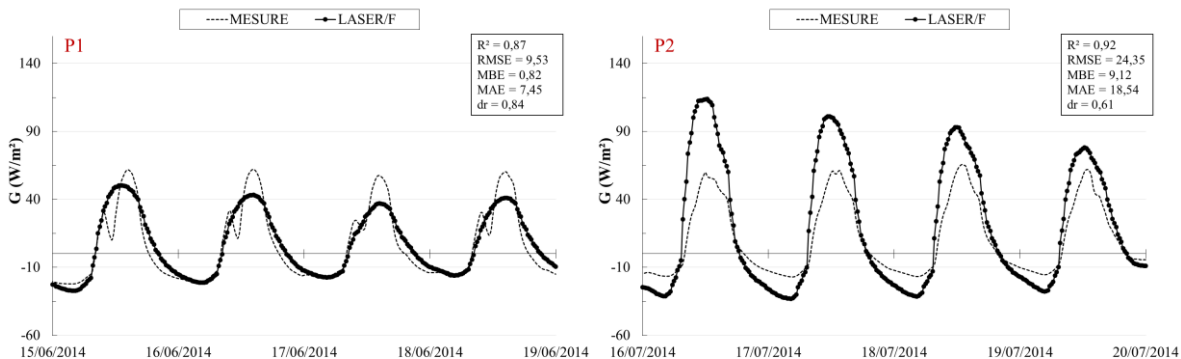 MESURE LASER/F
P1
R² = 0,87
RMSE = 9,53
MBE = 0,82
MAE = 7,45
dr = 0,84
G (W/m²)
140
90
40
-10
-60
15/06/2014 16/06/2014 17/06/2014 18/06/2014 19/06/2014
MESURE LASER/F
P2
R² = 0,92
RMSE = 24,35
MBE = 9,12
MAE = 18,54
dr = 0,61
G (W/m²)
140
90
40
-10
-60
16/07/2014 17/07/2014 18/07/2014 19/07/2014 20/07/2014